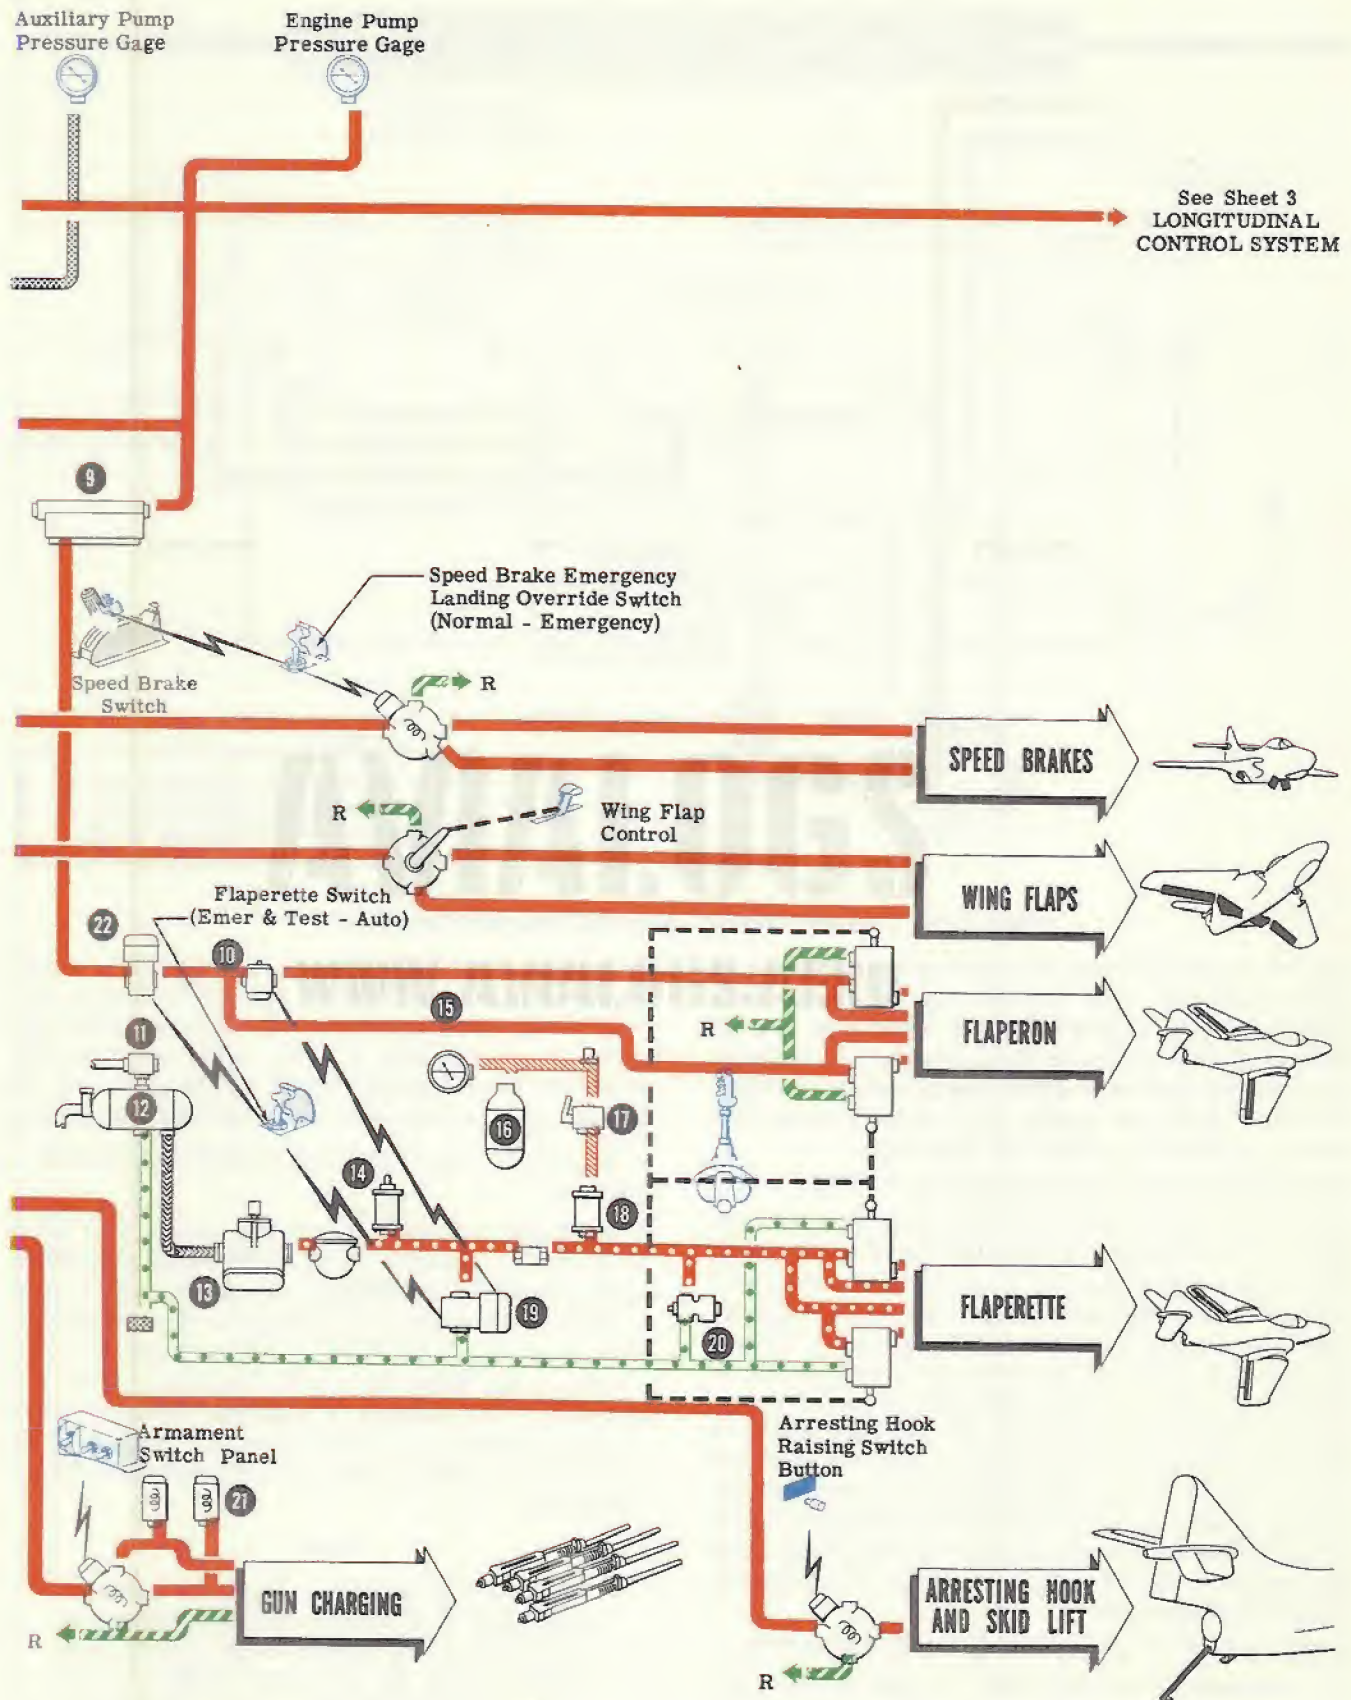 Auxiliary Pump
Pressure Gage
Engine Pump
Pressure Gage
See Sheet 3
LONGITUDINAL
CONTROL SYSTEM
9
Speed Brake Emergency
Landing Override Switch
(Normal - Emergency)
Speed Brake
Switch
R
SPEED BRAKES
R
Wing Flap
Control
WING FLAPS
Flaperette Switch
(Emer & Test - Auto)
22
10
15
R
FLAPERON
11
12
16
17
14
18
13
19
20
FLAPERETTE
Armament
Switch Panel
21
GUN CHARGING
R
Arresting Hook
Raising Switch
Button
ARRESTING HOOK
AND SKID LIFT
R